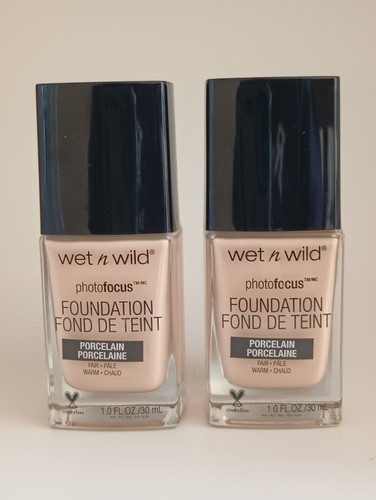 wet n wild®
photofocus™/MC
FOUNDATION
FOND DE TEINT
PORCELAIN
PORCELAINE
FAIR • PÂLE
WARM • CHAUD
1.0 FL.OZ./30 mL
wet n wild®
photofocus™/MC
FOUNDATION
FOND DE TEINT
PORCELAIN
PORCELAINE
FAIR • PÂLE
WARM • CHAUD
1.0 FL.OZ./30 mL